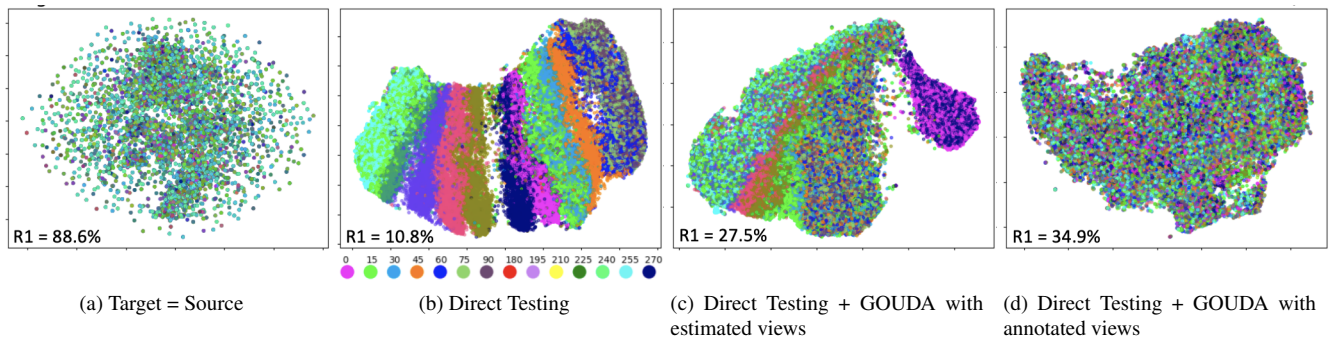 R1 = 88.6%
R1 = 10.8%
R1 = 27.5%
R1 = 34.9%
0 15 30 45 60 75 90 180 195 210 225 240 255 270
(a) Target = Source
(b) Direct Testing
(c) Direct Testing + GOUDA with
estimated views
(d) Direct Testing + GOUDA with
annotated views